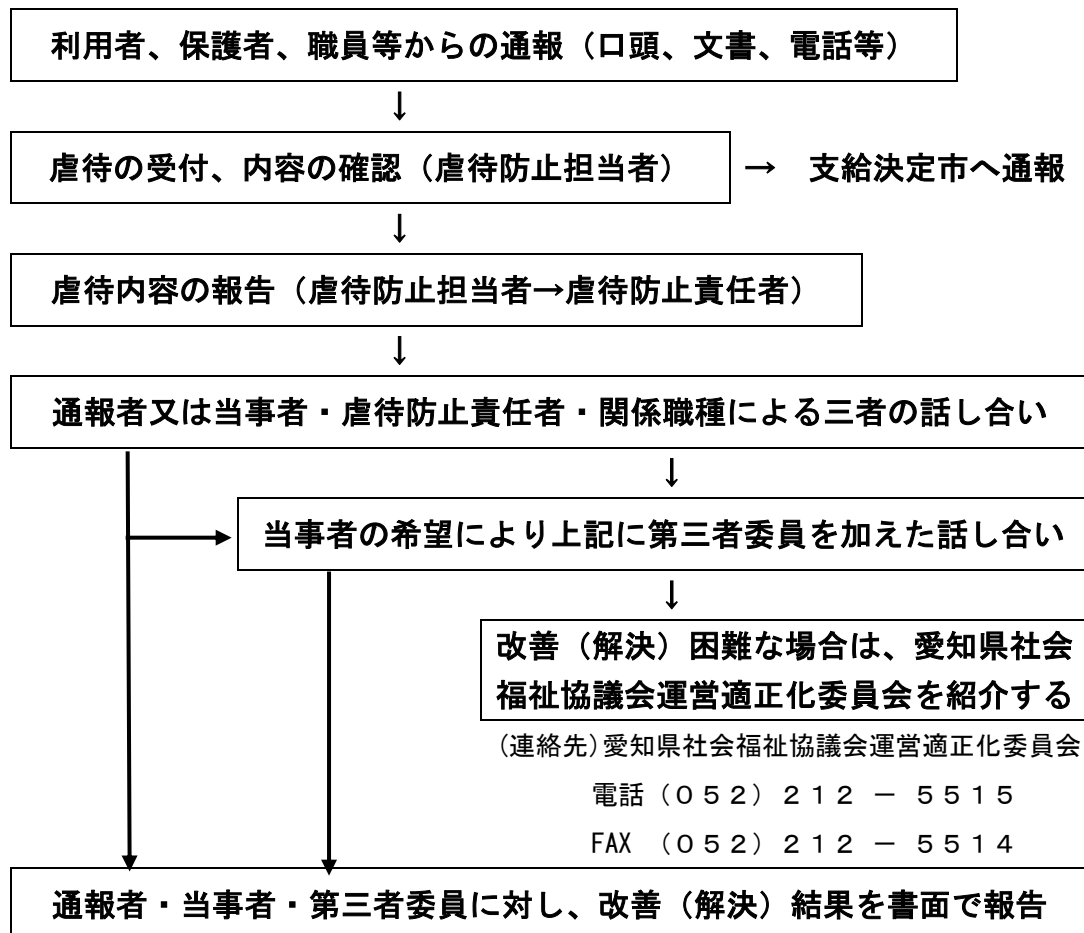 利用者、保護者、職員等からの通報（口頭、文書、電話等）
↓
虐待の受付、内容の確認（虐待防止担当者） → 支給決定市へ通報
↓
虐待内容の報告（虐待防止担当者→虐待防止責任者）
↓
通報者又は当事者・虐待防止責任者・関係職種による三者の話し合い
↓
当事者の希望により上記に第三者委員を加えた話し合い
↓
改善（解決）困難な場合は、愛知県社会
福祉協議会運営適正化委員会を紹介する
(連絡先)愛知県社会福祉協議会運営適正化委員会
電話（０５２）２１２ － ５５１５
FAX （０５２）２１２ － ５５１４
通報者・当事者・第三者委員に対し、改善（解決）結果を書面で報告